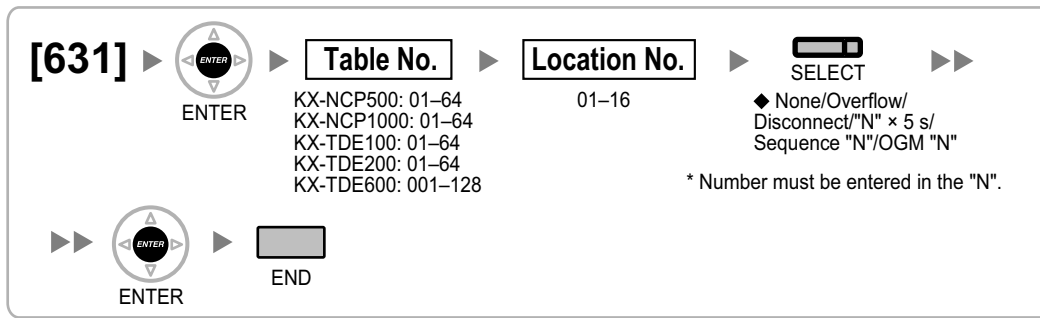 [631] ENTER Table No. Location No. SELECT
ENTER
KX-NCP500: 01–64
KX-NCP1000: 01–64
KX-TDE100: 01–64
KX-TDE200: 01–64
KX-TDE600: 001–128
01–16
◆ None/Overflow/
Disconnect/"N" × 5 s/
Sequence "N"/OGM "N"
* Number must be entered in the "N".
ENTER
ENTER
END